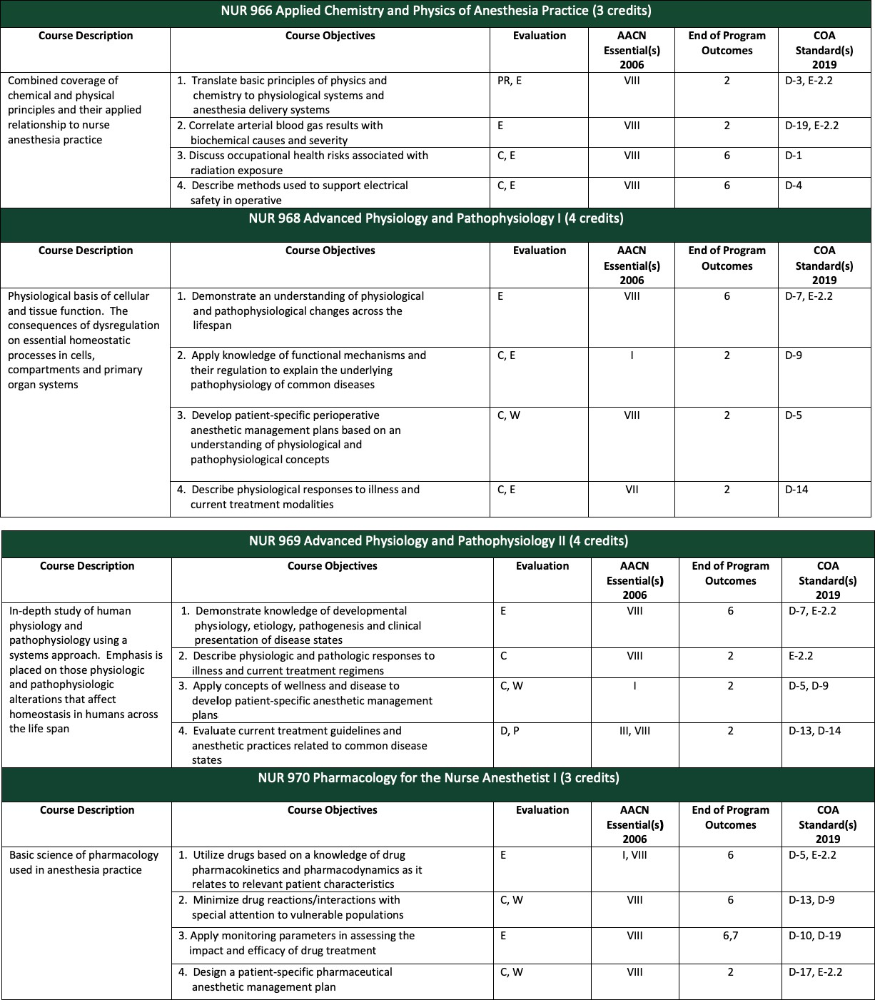 NUR 966 Applied Chemistry and Physics of Anesthesia Practice (3 credits)
Course Description
Course Objectives
Evaluation
AACN
Essential(s)
2006
End of Program
Outcomes
COA
Standard(s)
2019
Combined coverage of
chemical and physical
principles and their applied
relationship to nurse
anesthesia practice
1. Translate basic principles of physics and
chemistry to physiological systems and
anesthesia delivery systems
PR, E
VIII
2
D-3, E-2.2
2. Correlate arterial blood gas results with
biochemical causes and severity
E
VIII
2
D-19, E-2.2
3. Discuss occupational health risks associated with
radiation exposure
C, E
VIII
6
D-1
4. Describe methods used to support electrical
safety in operative
C, E
VIII
6
D-4
NUR 968 Advanced Physiology and Pathophysiology I (4 credits)
Course Description
Course Objectives
Evaluation
AACN
Essential(s)
2006
End of Program
Outcomes
COA
Standard(s)
2019
Physiological basis of cellular
and tissue function. The
consequences of dysregulation
on essential homeostatic
processes in cells,
compartments and primary
organ systems
1. Demonstrate an understanding of physiological
and pathophysiological changes across the
lifespan
E
VIII
6
D-7, E-2.2
2. Apply knowledge of functional mechanisms and
their regulation to explain the underlying
pathophysiology of common diseases
C, E
I
2
D-9
3. Develop patient-specific perioperative
anesthetic management plans based on an
understanding of physiological and
pathophysiological concepts
C, W
VIII
2
D-5
4. Describe physiological responses to illness and
current treatment modalities
C, E
VII
2
D-14
NUR 969 Advanced Physiology and Pathophysiology II (4 credits)
Course Description
Course Objectives
Evaluation
AACN
Essential(s)
2006
End of Program
Outcomes
COA
Standard(s)
2019
In-depth study of human
physiology and
pathophysiology using a
systems approach. Emphasis is
placed on those physiologic
and pathophysiologic
alterations that affect
homeostasis in humans across
the life span
1. Demonstrate knowledge of developmental
physiology, etiology, pathogenesis and clinical
presentation of disease states
E
VIII
6
D-7, E-2.2
2. Describe physiologic and pathologic responses to
illness and current treatment regimens
C
VIII
2
E-2.2
3. Apply concepts of wellness and disease to
develop patient-specific anesthetic management
plans
C, W
I
2
D-5, D-9
4. Evaluate current treatment guidelines and
anesthetic practices related to common disease
states
D, P
III, VIII
2
D-13, D-14
NUR 970 Pharmacology for the Nurse Anesthetist I (3 credits)
Course Description
Course Objectives
Evaluation
AACN
Essential(s)
2006
End of Program
Outcomes
COA
Standard(s)
2019
Basic science of pharmacology
used in anesthesia practice
1. Utilize drugs based on a knowledge of drug
pharmacokinetics and pharmacodynamics as it
relates to relevant patient characteristics
E
I, VIII
6
D-5, E-2.2
2. Minimize drug reactions/interactions with
special attention to vulnerable populations
C, W
VIII
6
D-13, D-9
3. Apply monitoring parameters in assessing the
impact and efficacy of drug treatment
E
VIII
6,7
D-10, D-19
4. Design a patient-specific pharmaceutical
anesthetic management plan
C, W
VIII
2
D-17, E-2.2